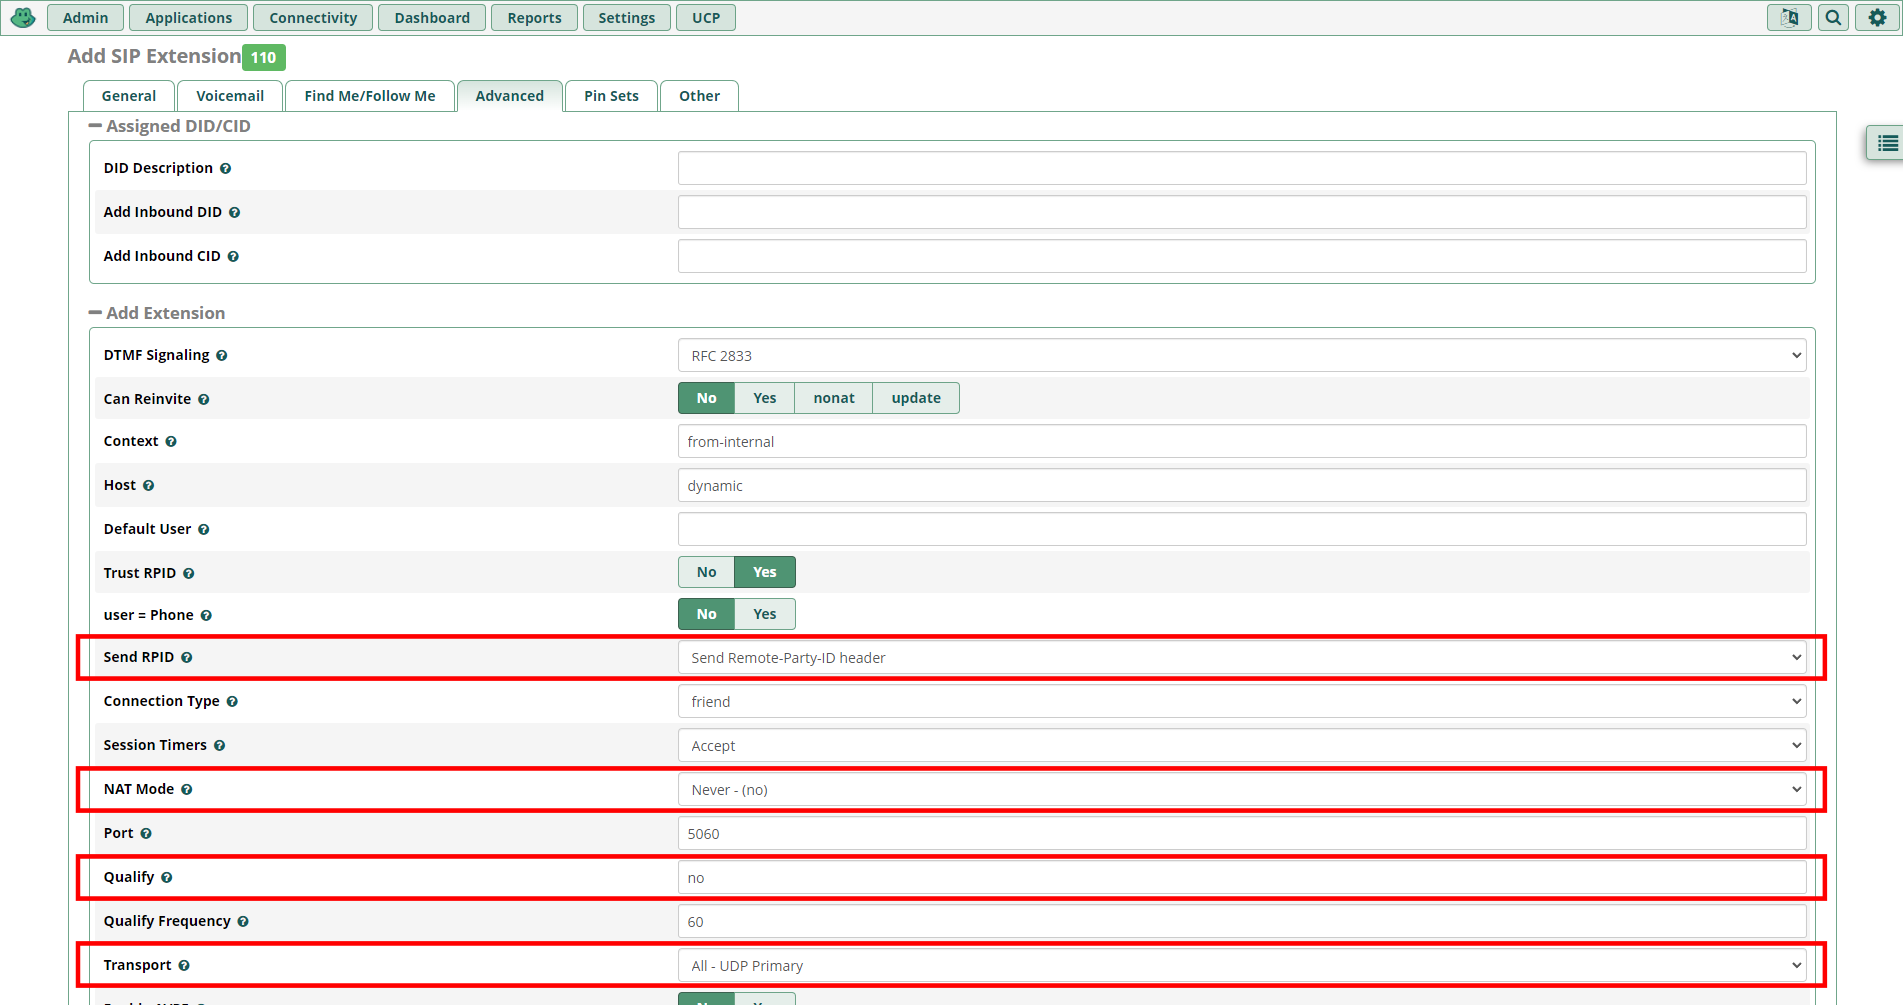 Admin Applications Connectivity Dashboard Reports Settings UCP
Add SIP Extension 110
General Voicemail Find Me/Follow Me Advanced Pin Sets Other
Assigned DID/CID
DID Description
Add Inbound DID
Add Inbound CID
Add Extension
DTMF Signaling RFC 2833
Can Reinvite No Yes nonat update
Context from-internal
Host dynamic
Default User
Trust RPID No Yes
user = Phone No Yes
Send RPID Send Remote-Party-ID header
Connection Type friend
Session Timers Accept
NAT Mode Never - (no)
Port 5060
Qualify no
Qualify Frequency 60
Transport All - UDP Primary